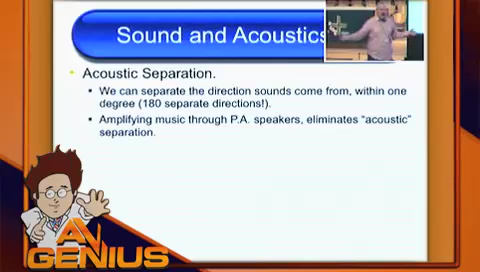 Sound and Acoustics
Acoustic Separation.
We can separate the direction sounds come from, within one
degree (180 separate directions!).
Amplifying music through P.A. speakers, eliminates “acoustic”
separation.
AV
GENIUS